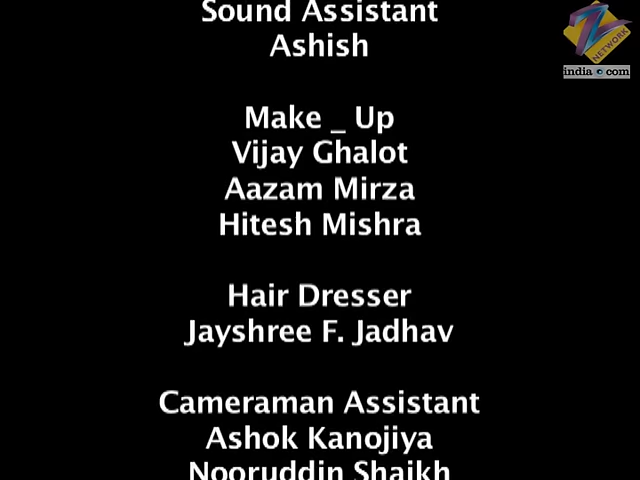 Sound Assistant
Ashish
Make _ Up
Vijay Ghalot
Aazam Mirza
Hitesh Mishra
Hair Dresser
Jayshree F. Jadhav
Cameraman Assistant
Ashok Kanojiya
Nooruddin Shaikh
Z
NETWORK
india.com